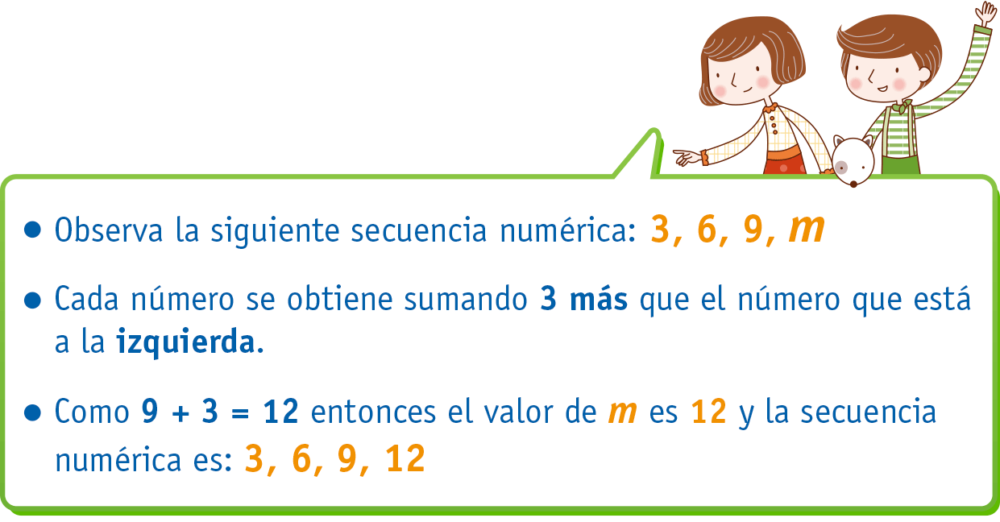 ● Observa la siguiente secuencia numérica: 3, 6, 9, m
● Cada número se obtiene sumando 3 más que el número que está
a la izquierda.
● Como 9 + 3 = 12 entonces el valor de m es 12 y la secuencia
numérica es: 3, 6, 9, 12